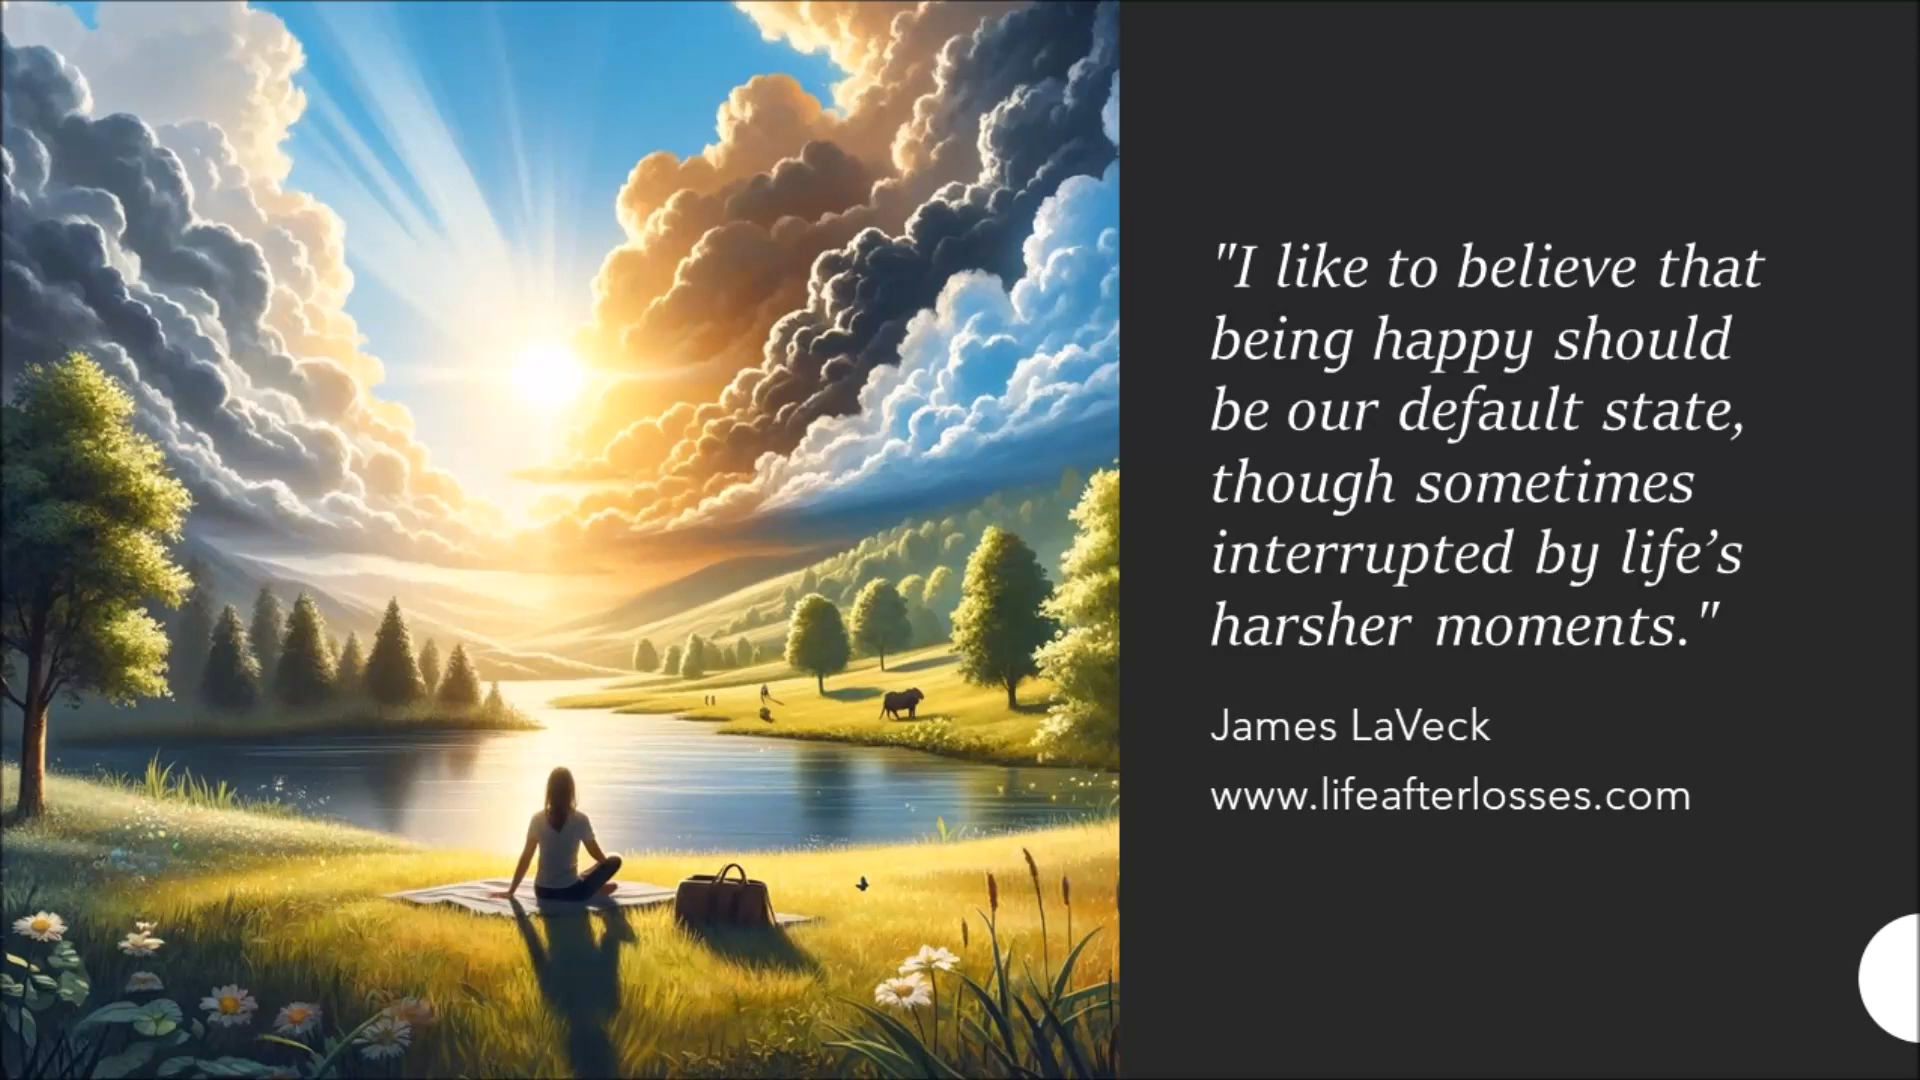 "I like to believe that
being happy should
be our default state,
though sometimes
interrupted by life’s
harsher moments."
James LaVeck
www.lifeafterlosses.com